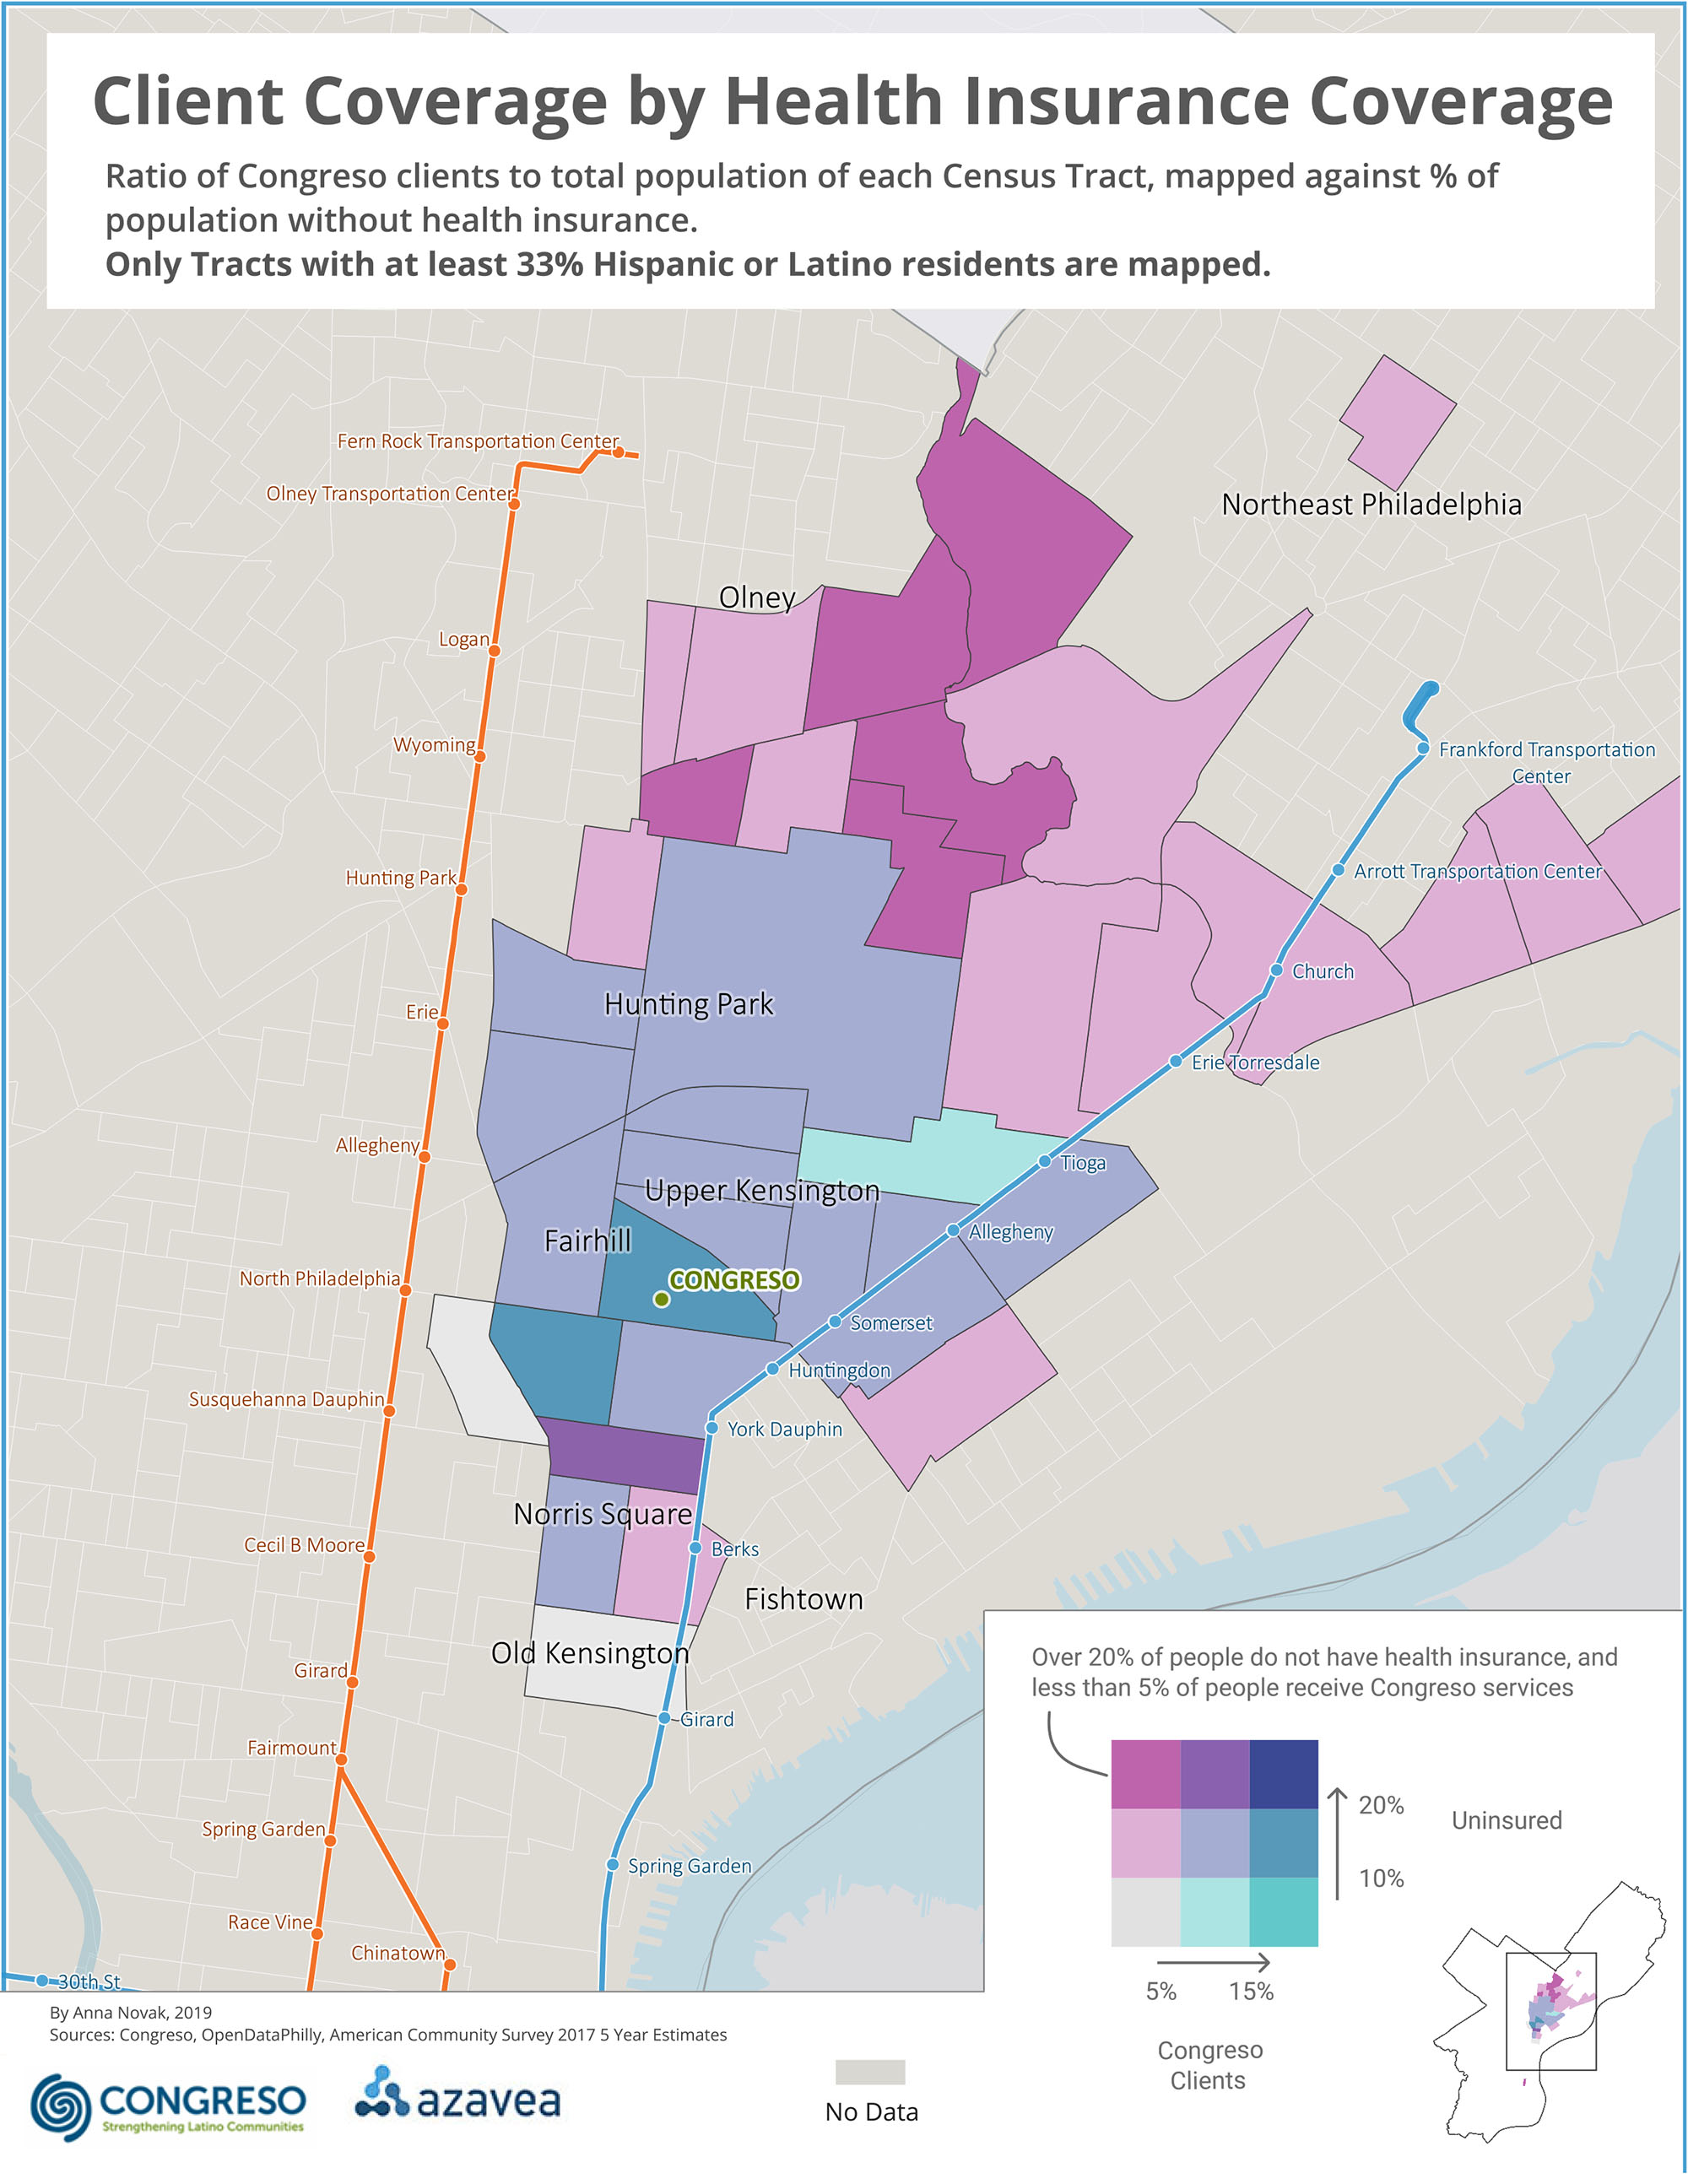 Client Coverage by Health Insurance Coverage
Ratio of Congreso clients to total population of each Census Tract, mapped against % of
population without health insurance.
Only Tracts with at least 33% Hispanic or Latino residents are mapped.
Fern Rock Transportation Center
Olney Transportation Center
Northeast Philadelphia
Olney
Logan
Wyoming
Frankford Transportation
Center
Hunting Park
Arrott Transportation Center
Church
Hunting Park
Erie
Erie Torresdale
Allegheny
Tioga
Upper Kensington
Fairhill
Allegheny
North Philadelphia
CONGRESO
Somerset
Huntingdon
Susquehanna Dauphin
York Dauphin
Norris Square
Cecil B Moore
Berks
Fishtown
Old Kensington
Girard
Girard
Fairmount
Spring Garden
Spring Garden
Race Vine
Chinatown
30th St
Over 20% of people do not have health insurance, and
less than 5% of people receive Congreso services
20%
Uninsured
10%
5%
15%
Congreso
Clients
By Anna Novak, 2019
Sources: Congreso, OpenDataPhilly, American Community Survey 2017 5 Year Estimates
CONGRESO
Strengthening Latino Communities
azavea
No Data